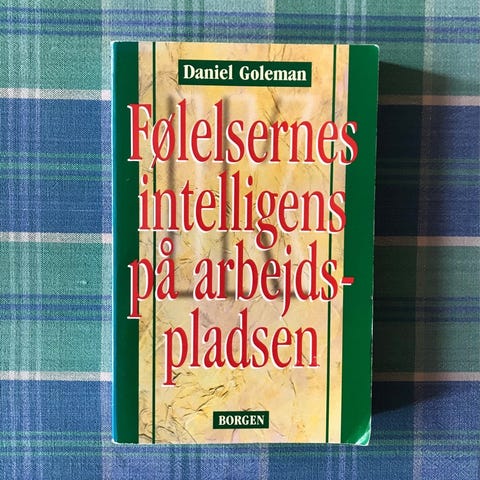 Daniel Goleman
Følelsernes
intelligens
på arbejds-
pladsen
BORGEN